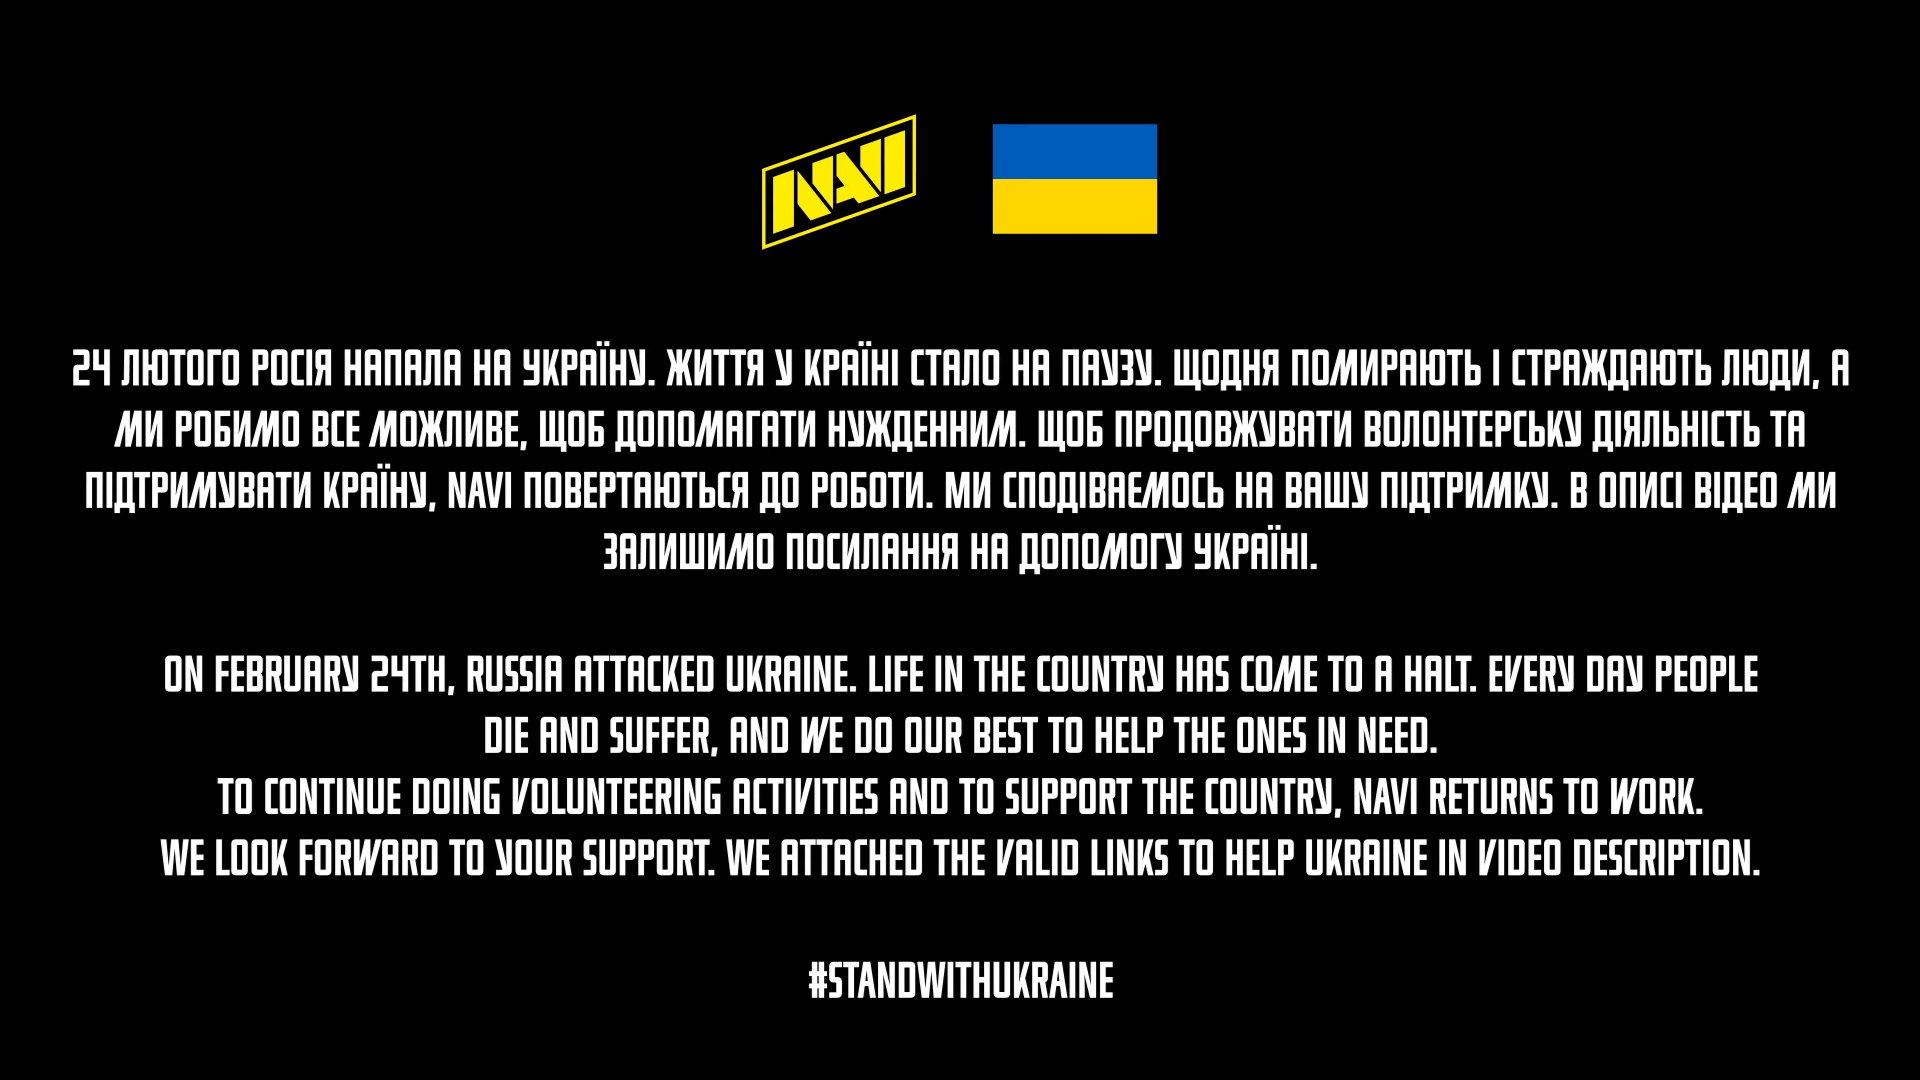 NAVI
24 ЛЮТОГО РОСІЯ НАПАЛА НА УКРАЇНУ. ЖИТТЯ У КРАЇНІ СТАЛО НА ПАУЗУ. ЩОДНЯ ПОМИРАЮТЬ І СТРАЖДАЮТЬ ЛЮДИ, А
МИ РОБИМО ВСЕ МОЖЛИВЕ, ЩОБ ДОПОМАГАТИ НУЖДЕННИМ. ЩОБ ПРОДОВЖУВАТИ ВОЛОНТЕРСЬКУ ДІЯЛЬНІСТЬ ТА
ПІДТРИМУВАТИ КРАЇНУ, NAVI ПОВЕРТАЮТЬСЯ ДО РОБОТИ. МИ СПОДІВАЄМОСЬ НА ВАШУ ПІДТРИМКУ. В ОПИСІ ВІДЕО МИ
ЗАЛИШИМО ПОСИЛАННЯ НА ДОПОМОГУ УКРАЇНІ.
ON FEBRUARY 24TH, RUSSIA ATTACKED UKRAINE. LIFE IN THE COUNTRY HAS COME TO A HALT. EVERY DAY PEOPLE
DIE AND SUFFER, AND WE DO OUR BEST TO HELP THE ONES IN NEED.
TO CONTINUE DOING VOLUNTEERING ACTIVITIES AND TO SUPPORT THE COUNTRY, NAVI RETURNS TO WORK.
WE LOOK FORWARD TO YOUR SUPPORT. WE ATTACHED THE VALID LINKS TO HELP UKRAINE IN VIDEO DESCRIPTION.
#STANDWITHUKRAINE